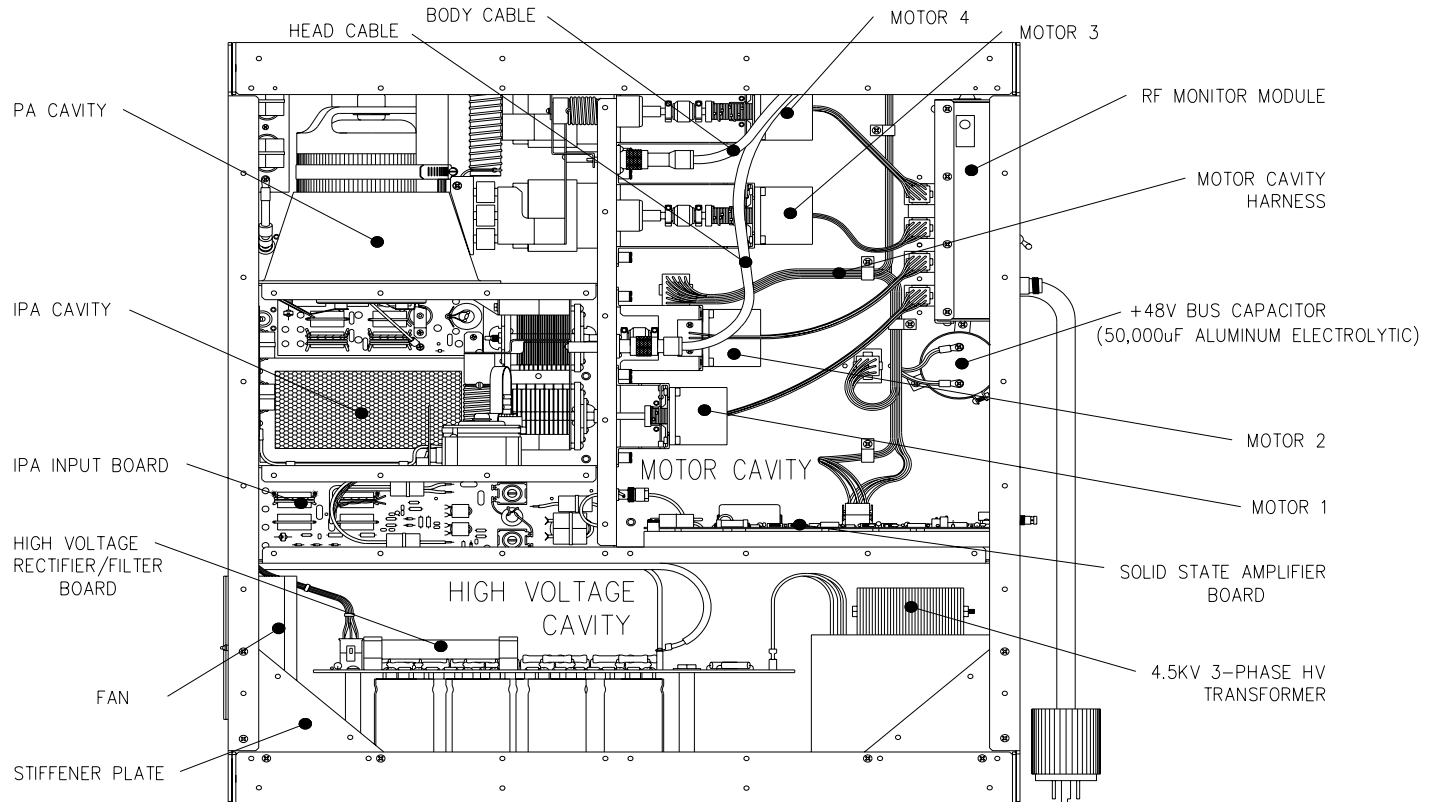 BODY CABLE
HEAD CABLE
MOTOR 4
MOTOR 3
PA CAVITY
RF MONITOR MODULE
MOTOR CAVITY
HARNESS
IPA CAVITY
+48V BUS CAPACITOR
(50,000uF ALUMINUM ELECTROLYTIC)
MOTOR 2
IPA INPUT BOARD
MOTOR CAVITY
MOTOR 1
HIGH VOLTAGE
RECTIFIER/FILTER
BOARD
SOLID STATE AMPLIFIER
BOARD
HIGH VOLTAGE
CAVITY
FAN
4.5KV 3-PHASE HV
TRANSFORMER
STIFFENER PLATE